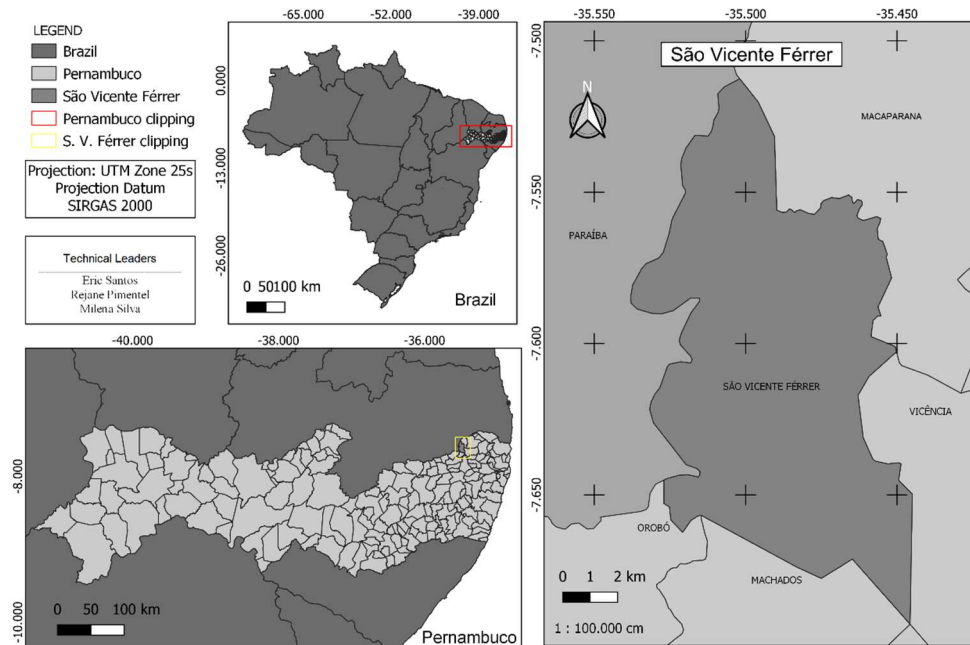 LEGEND
Brazil
Pernambuco
São Vicente Férrer
Pernambuco clipping
S. V. Férrer clipping
Projection: UTM Zone 25s
Projection Datum
SIRGAS 2000
Technical Leaders
Eric Santos
Rejane Pimentel
Milena Silva
-65.000 -52.000 -39.000
0.000
-13.000
-26.000
0 50100 km
Brazil
-40.000 -38.000 -36.000
-8.000
-10.000
0 50 100 km
Pernambuco
-35.550 -35.500 -35.450
-7.500
-7.550
-7.600
-7.650
São Vicente Férrer
N
MACAPARANA
PARAÍBA
SÃO VICENTE FÉRRER
VICÊNCIA
OROBÓ
MACHADOS
0 1 2 km
1 : 100.000 cm